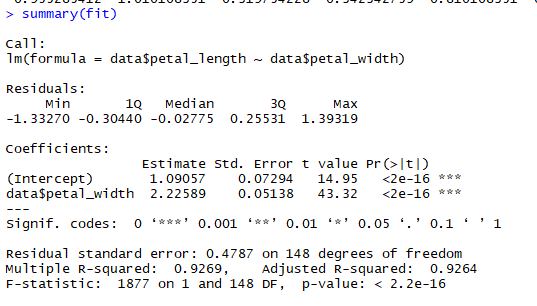 > summary(fit)
Call:
lm(formula = data$petal_length ~ data$petal_width)
Residuals:
     Min       1Q   Median       3Q      Max
-1.33270 -0.30440 -0.02775  0.25531  1.39319
Coefficients:
                 Estimate Std. Error t value Pr(>|t|)
(Intercept)       1.09057    0.07294   14.95   <2e-16 ***
data$petal_width  2.22589    0.05138   43.32   <2e-16 ***
---
Signif. codes:  0 ‘***’ 0.001 ‘**’ 0.01 ‘*’ 0.05 ‘.’ 0.1 ‘ ’ 1
Residual standard error: 0.4787 on 148 degrees of freedom
Multiple R-squared:  0.9269,    Adjusted R-squared:  0.9264
F-statistic:  1877 on 1 and 148 DF,  p-value: < 2.2e-16